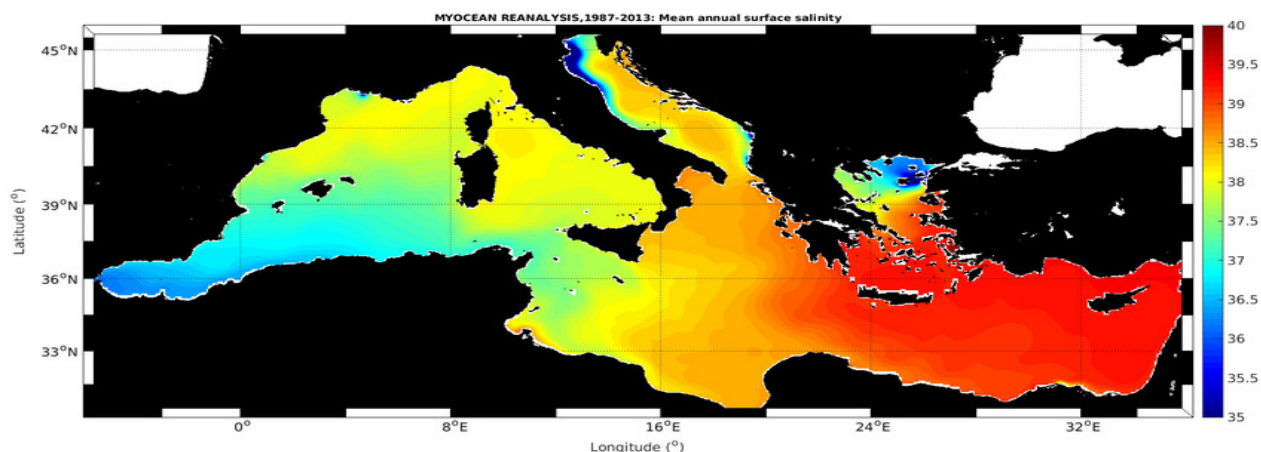 MYOCEAN REANALYSIS,1987-2013: Mean annual surface salinity
45°N
42°N
39°N
36°N
33°N
Latitude (°)
0°
8°E
16°E
24°E
32°E
Longitude (°)
40
39.5
39
38.5
38
37.5
37
36.5
36
35.5
35